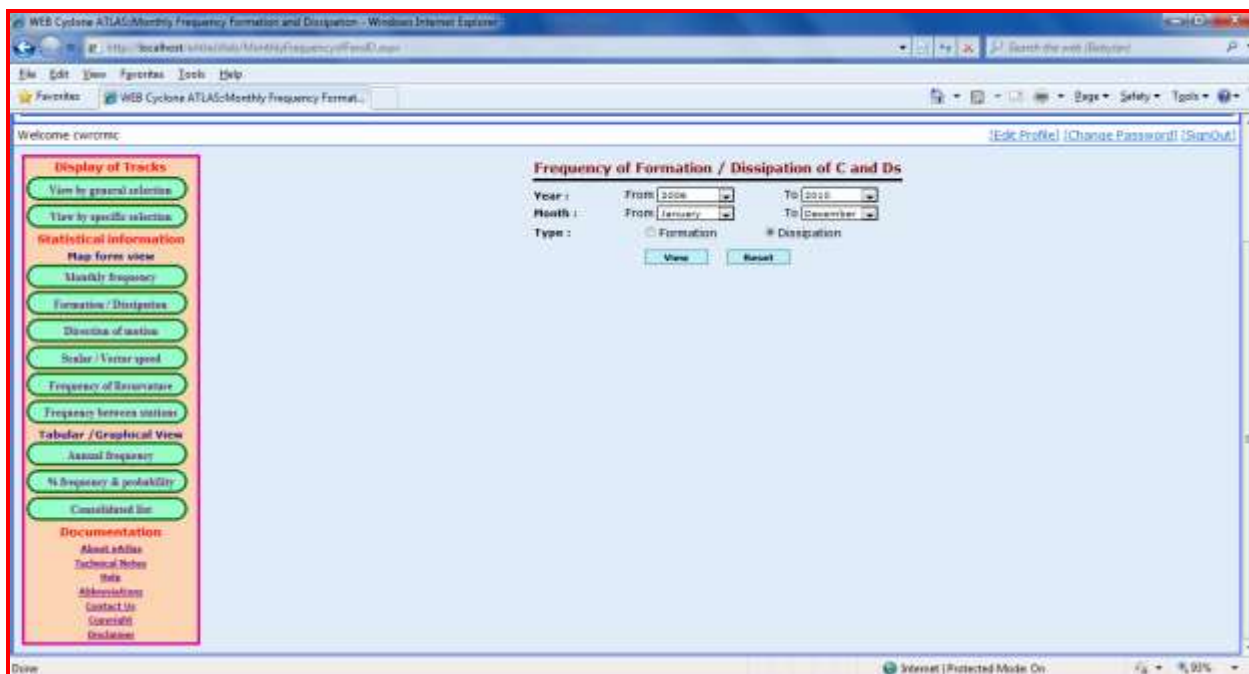 WEB Cyclone ATLAS:Monthly Frequency Formation and Dissipation - Windows Internet Explorer
File Edit View Favorites Tools Help
Favorites WEB Cyclone ATLAS:Monthly Frequency Format...
Page Safety Tools
Welcome cwrcmc [Edit Profile] [Change Password] [SignOut]
Display of Tracks
View by general selection
View by specific selection
Statistical information
Map form view
Monthly frequency
Formation / Dissipation
Direction of motion
Scalar / Vector speed
Frequency of Recurvature
Frequency between stations
Tabular /Graphical View
Annual frequency
% frequency & probability
Consolidated list
Documentation
About eAtlas
Technical Notes
Help
Abbreviations
Contact Us
Copyright
Disclaimer
Frequency of Formation / Dissipation of C and Ds
Year : From To 2010
Month : From January To December
Type : Formation Dissipation
View Reset
Done Internet | Protected Mode: On 93%